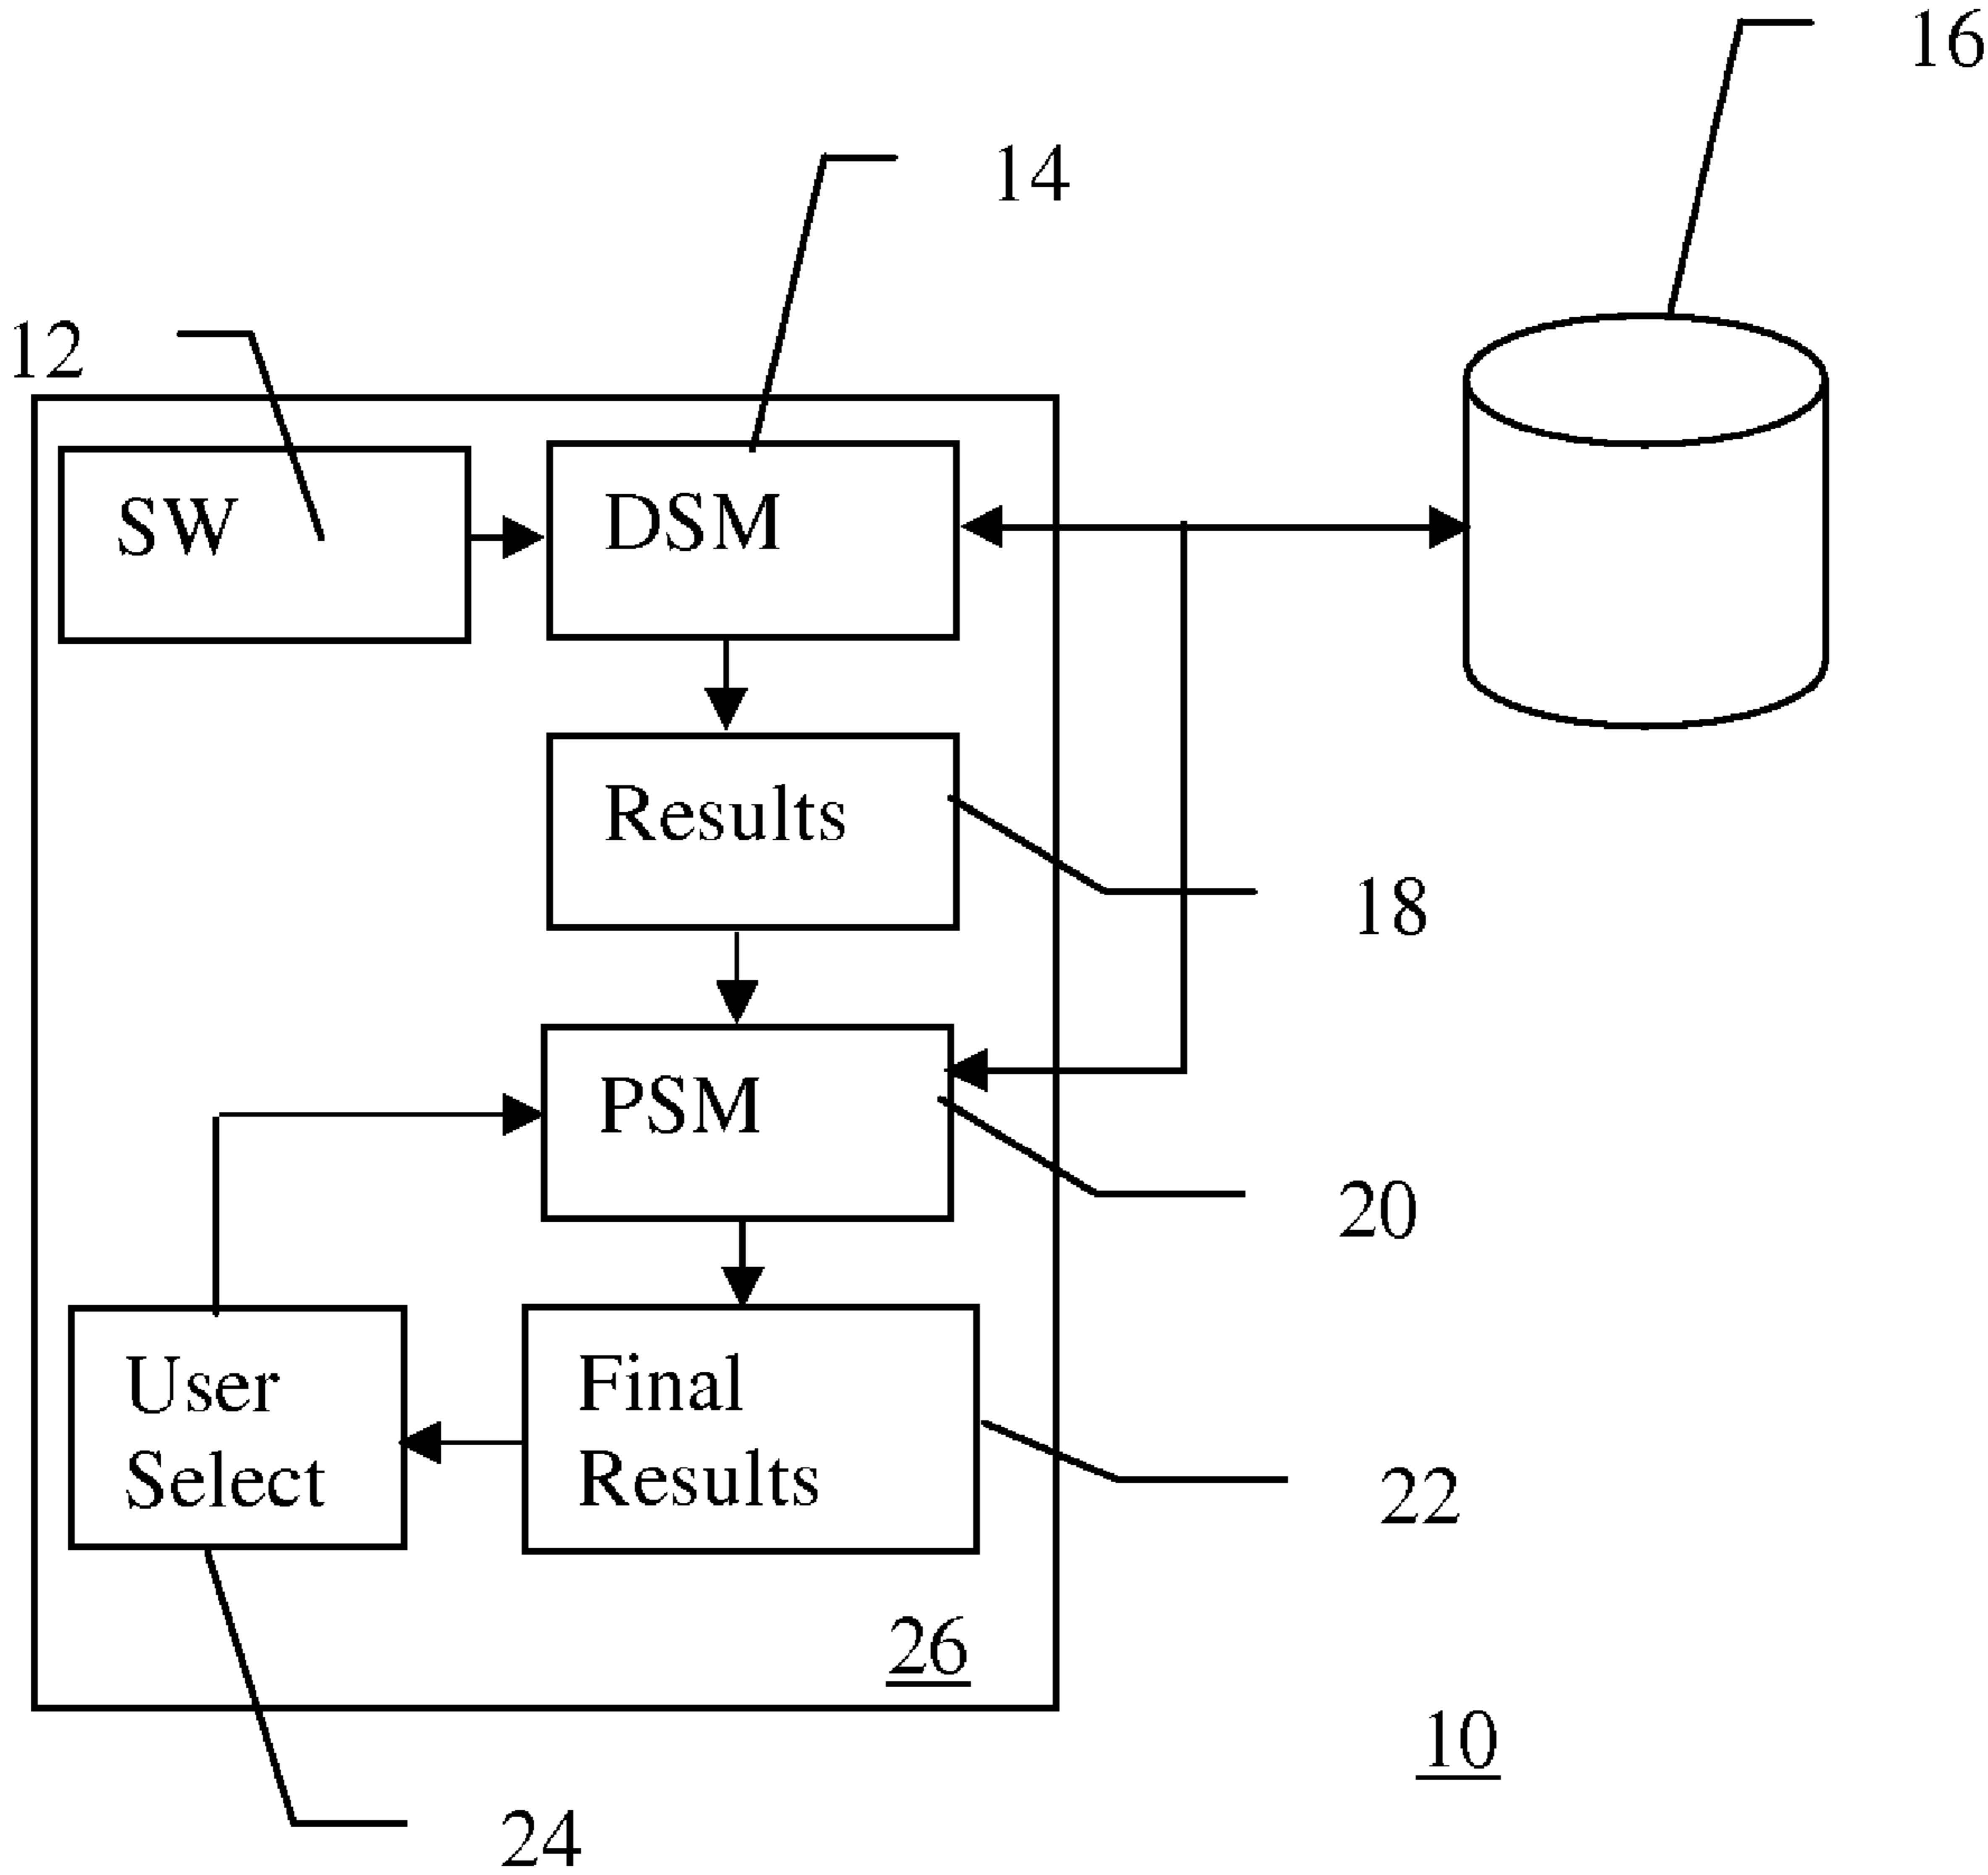 16
14
12
SW
DSM
Results
18
PSM
20
User
Select
Final
Results
22
26
10
24